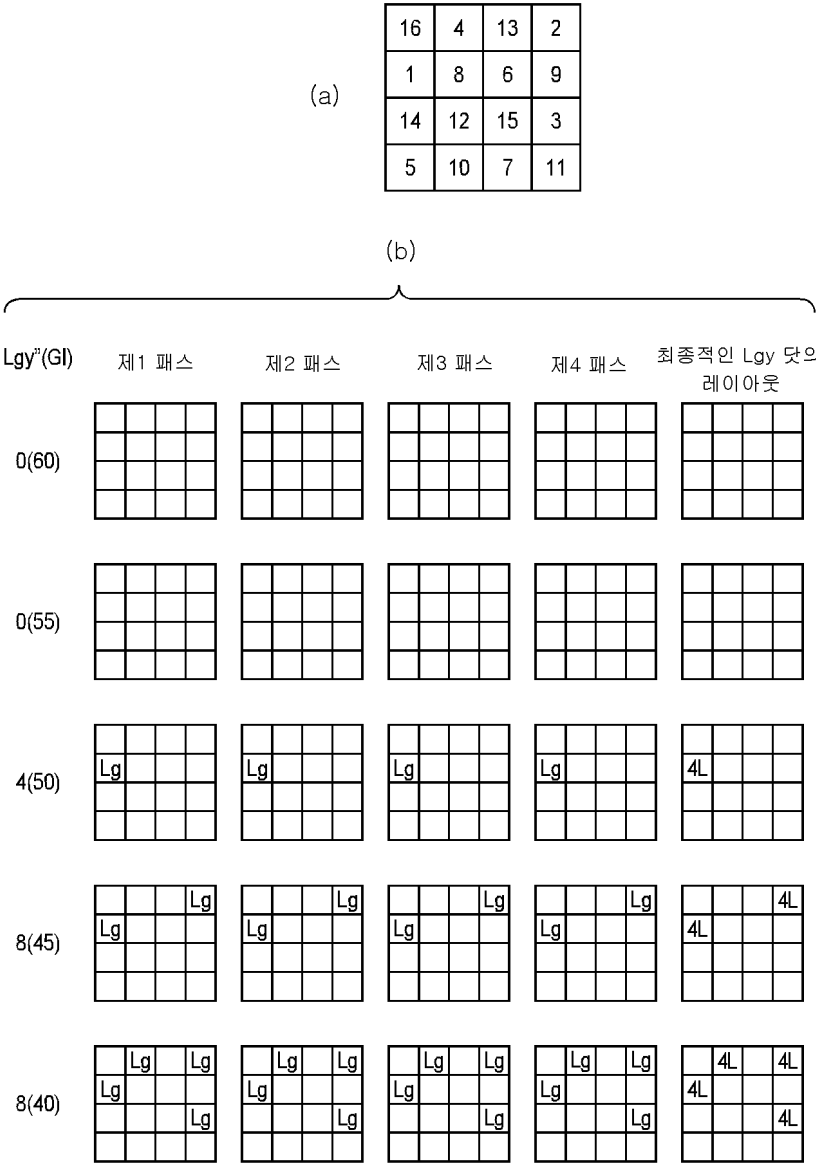 (a)
16 4 13 2
1 8 6 9
14 12 15 3
5 10 7 11
(b)
Lgy"(GI) 제1 패스 제2 패스 제3 패스 제4 패스 최종적인 Lgy 닷의
레이아웃
0(60)
0(55)
4(50)
Lg Lg Lg Lg 4L
8(45)
Lg Lg Lg Lg 4L
Lg Lg Lg Lg 4L
8(40)
Lg Lg Lg Lg Lg Lg Lg Lg 4L 4L
Lg Lg Lg Lg 4L
Lg Lg Lg Lg 4L